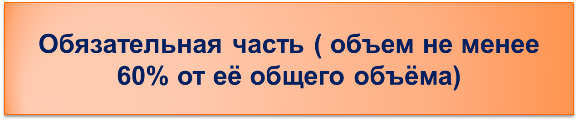 Обязательная часть ( объем не менее
60% от её общего объёма)